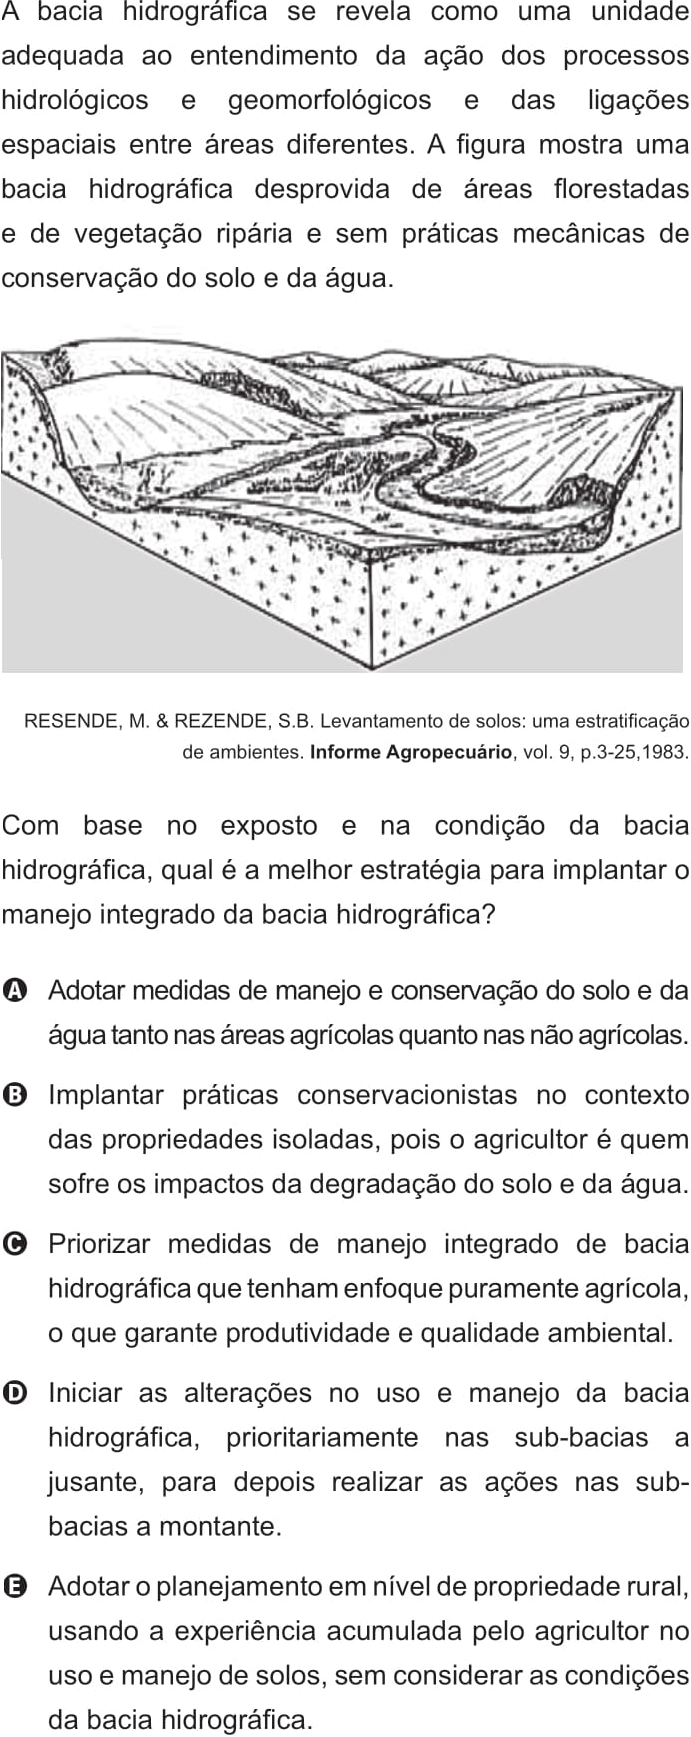 A bacia hidrográfica se revela como uma unidade
adequada ao entendimento da ação dos processos
hidrológicos e geomorfológicos e das ligações
espaciais entre áreas diferentes. A figura mostra uma
bacia hidrográfica desprovida de áreas florestadas
e de vegetação ripária e sem práticas mecânicas de
conservação do solo e da água.
RESENDE, M. & REZENDE, S.B. Levantamento de solos: uma estratificação
de ambientes. Informe Agropecuário, vol. 9, p.3-25,1983.
Com base no exposto e na condição da bacia
hidrográfica, qual é a melhor estratégia para implantar o
manejo integrado da bacia hidrográfica?
A Adotar medidas de manejo e conservação do solo e da
água tanto nas áreas agrícolas quanto nas não agrícolas.
B Implantar práticas conservacionistas no contexto
das propriedades isoladas, pois o agricultor é quem
sofre os impactos da degradação do solo e da água.
C Priorizar medidas de manejo integrado de bacia
hidrográfica que tenham enfoque puramente agrícola,
o que garante produtividade e qualidade ambiental.
D Iniciar as alterações no uso e manejo da bacia
hidrográfica, prioritariamente nas sub-bacias a
jusante, para depois realizar as ações nas sub-
bacias a montante.
E Adotar o planejamento em nível de propriedade rural,
usando a experiência acumulada pelo agricultor no
uso e manejo de solos, sem considerar as condições
da bacia hidrográfica.